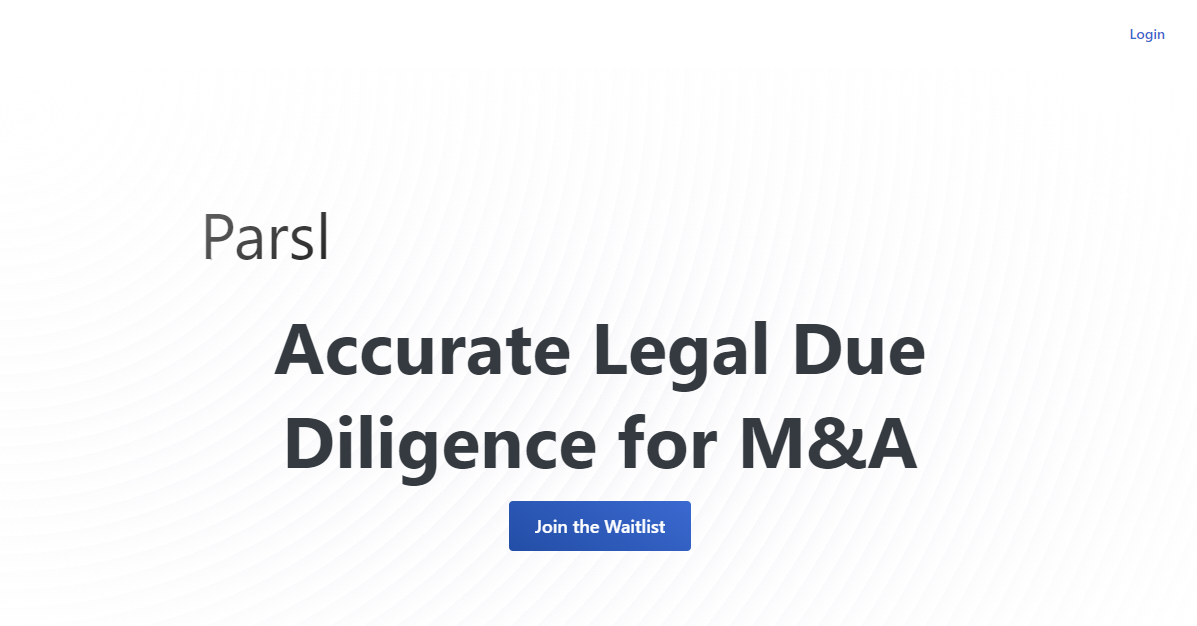 Login
Parsl
Accurate Legal Due
Diligence for M&A
Join the Waitlist